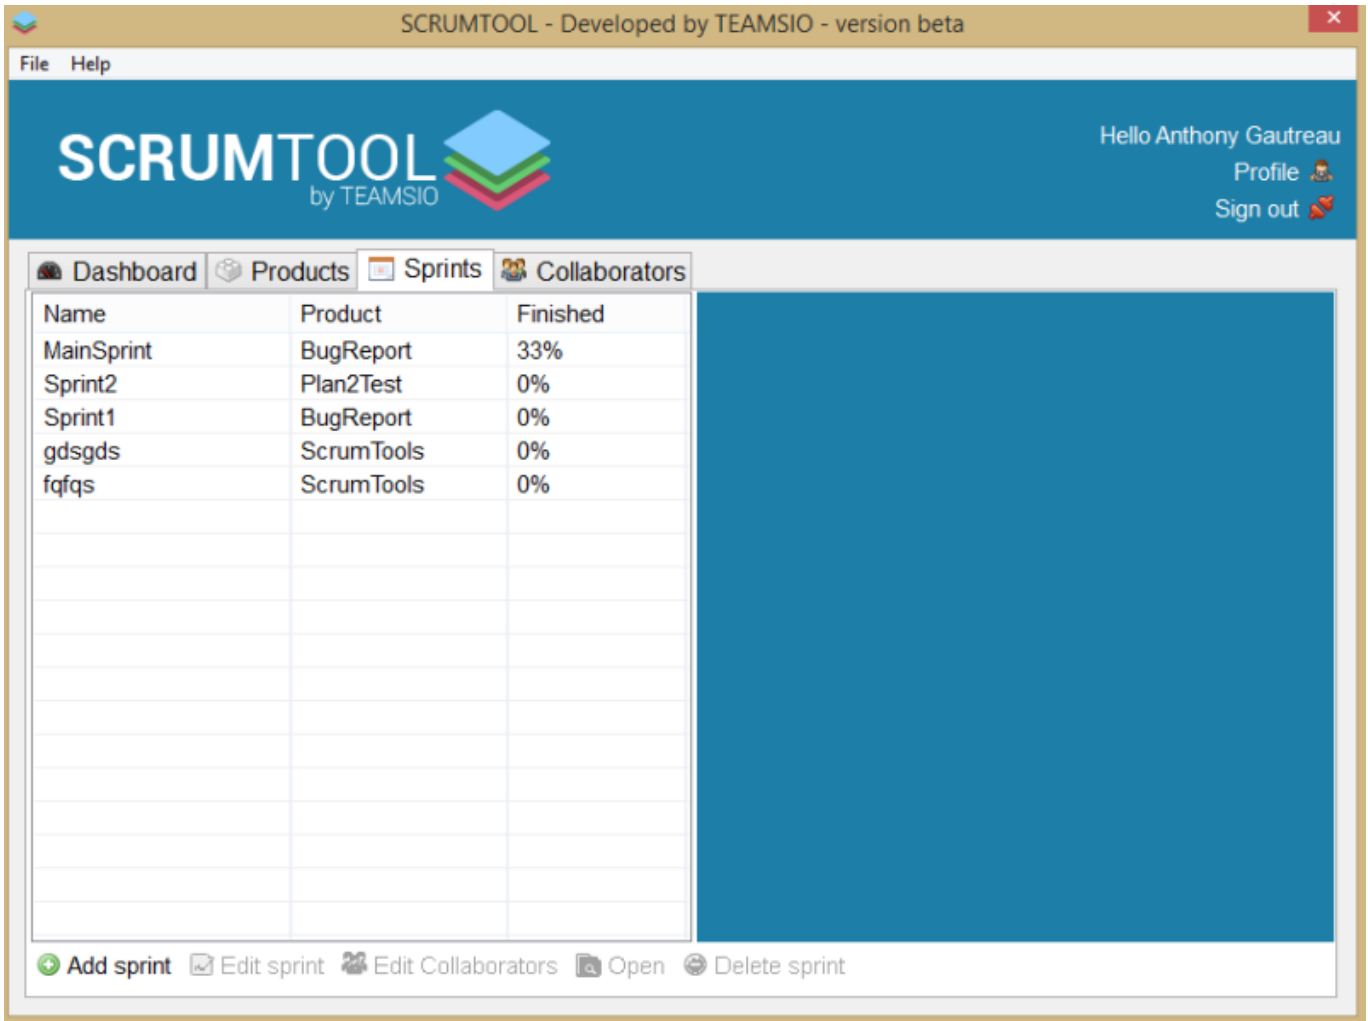 SCRUMTOOL - Developed by TEAMSIO - version beta
File Help
SCRUMTOOL
by TEAMSIO
Hello Anthony Gautreau
Profile
Sign out
Dashboard Products Sprints Collaborators
Name Product Finished
MainSprint BugReport 33%
Sprint2 Plan2Test 0%
Sprint1 BugReport 0%
gdsgds ScrumTools 0%
fqfqs ScrumTools 0%
Add sprint Edit sprint Edit Collaborators Open Delete sprint